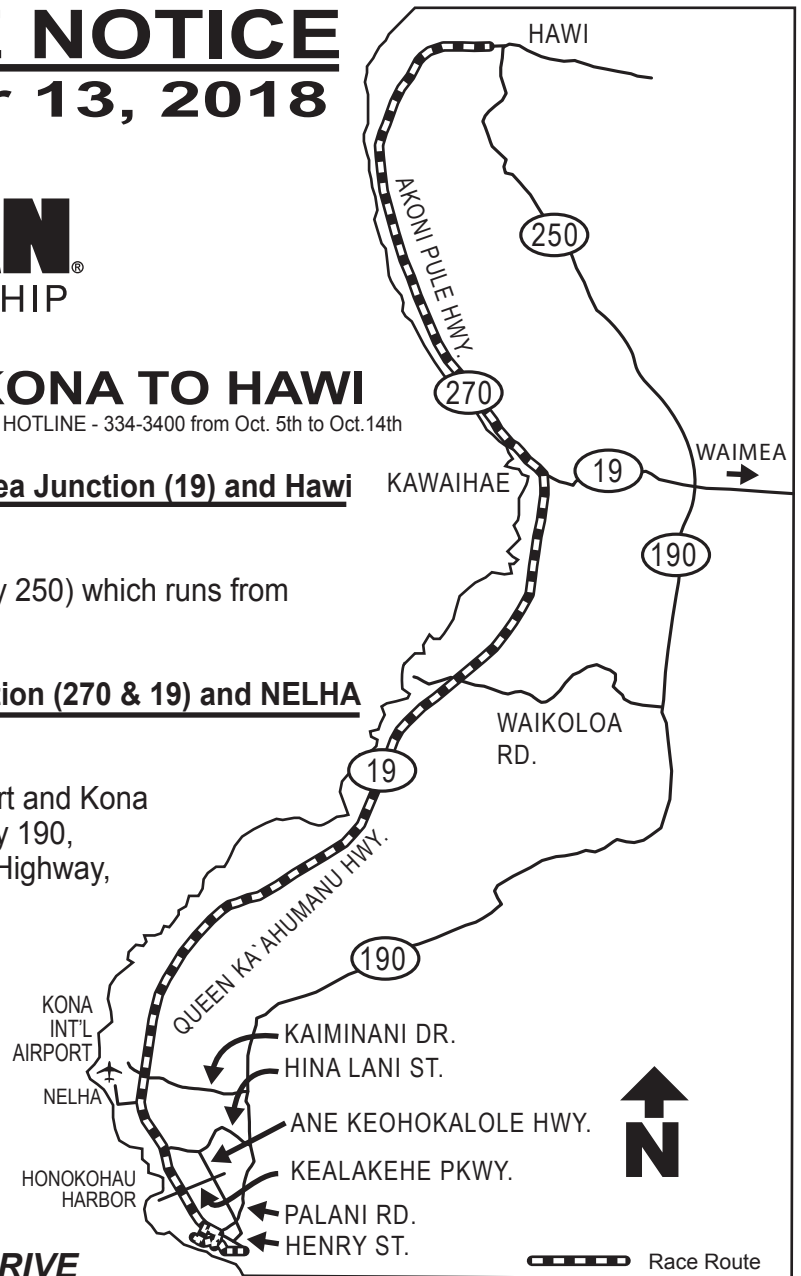 E NOTICE
r 13, 2018
AN®
HIP
KONA TO HAWI
HOTLINE - 334-3400 from Oct. 5th to Oct.14th
ea Junction (19) and Hawi
y 250) which runs from
tion (270 & 19) and NELHA
rt and Kona
y 190,
Highway,
RIVE
HAWI
250
AKONI PULE HWY.
270
KAWAIHAE
19
WAIMEA
190
WAIKOLOA
RD.
19
QUEEN KA`AHUMANU HWY.
190
KONA
INT'L
AIRPORT
NELHA
KAIMINANI DR.
HINA LANI ST.
ANE KEOHOKALOLE HWY.
KEALAKEHE PKWY.
HONOKOHAU
HARBOR
PALANI RD.
HENRY ST.
N
Race Route